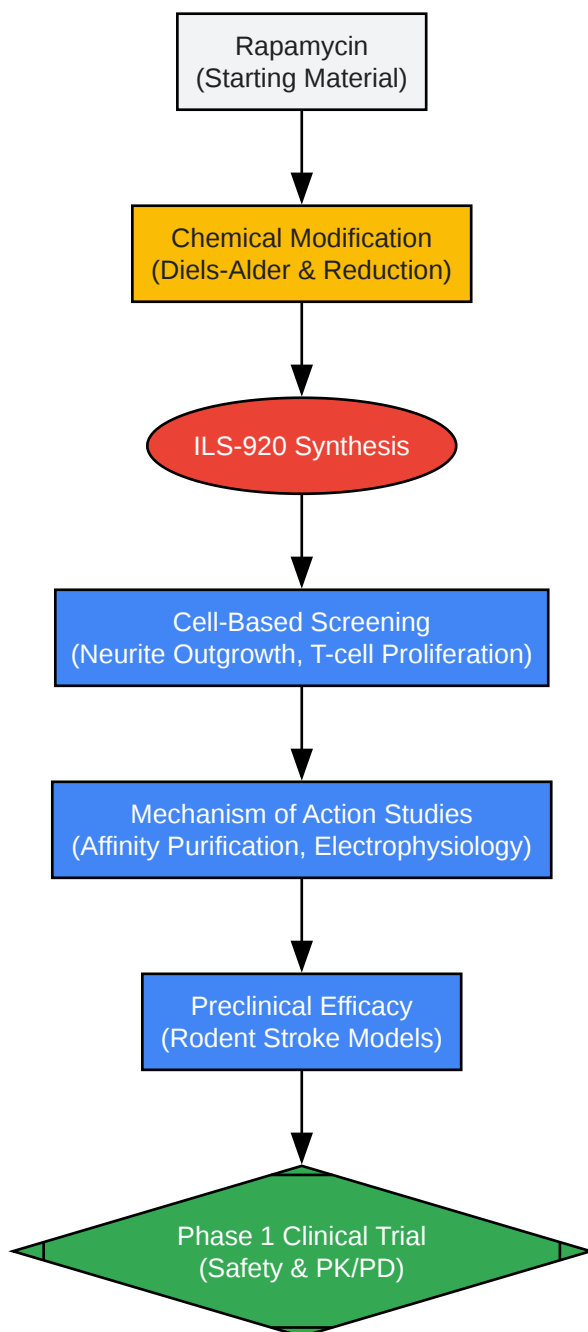 Rapamycin
(Starting Material)
Chemical Modification
(Diels-Alder & Reduction)
ILS-920 Synthesis
Cell-Based Screening
(Neurite Outgrowth, T-cell Proliferation)
Mechanism of Action Studies
(Affinity Purification, Electrophysiology)
Preclinical Efficacy
(Rodent Stroke Models)
Phase 1 Clinical Trial
(Safety & PK/PD)